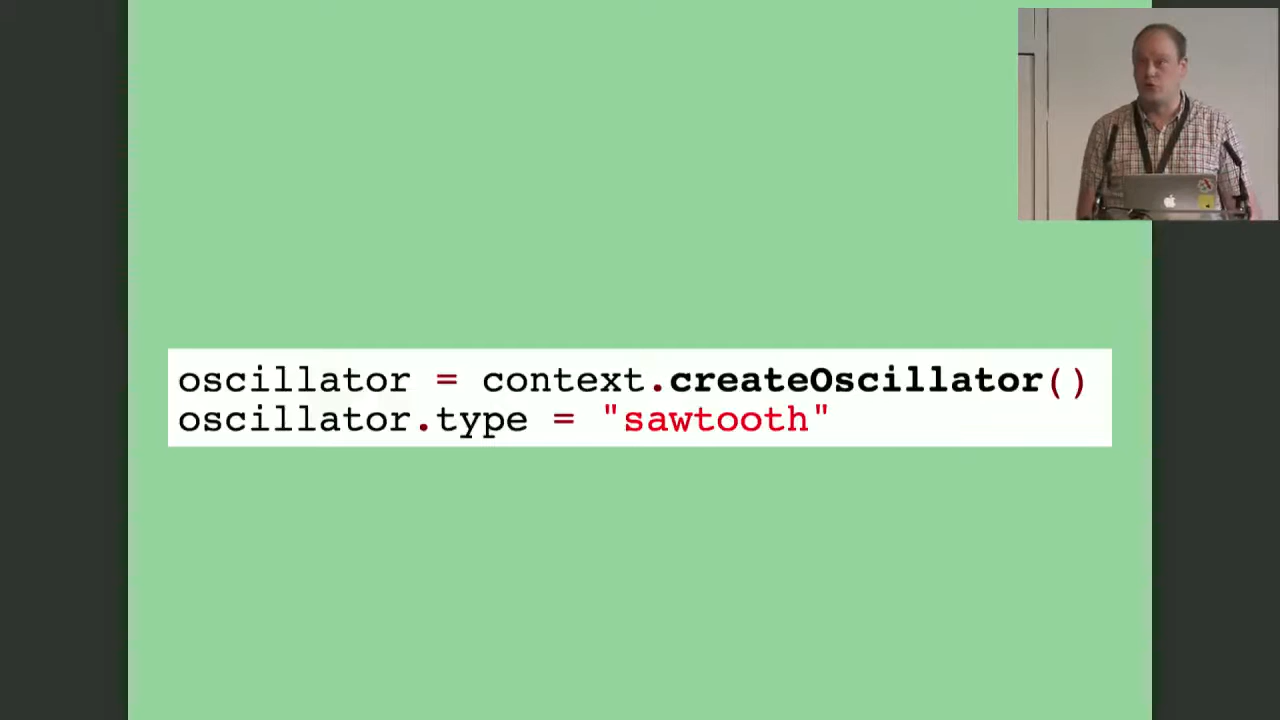 oscillator = context.createOscillator()
oscillator.type = "sawtooth"